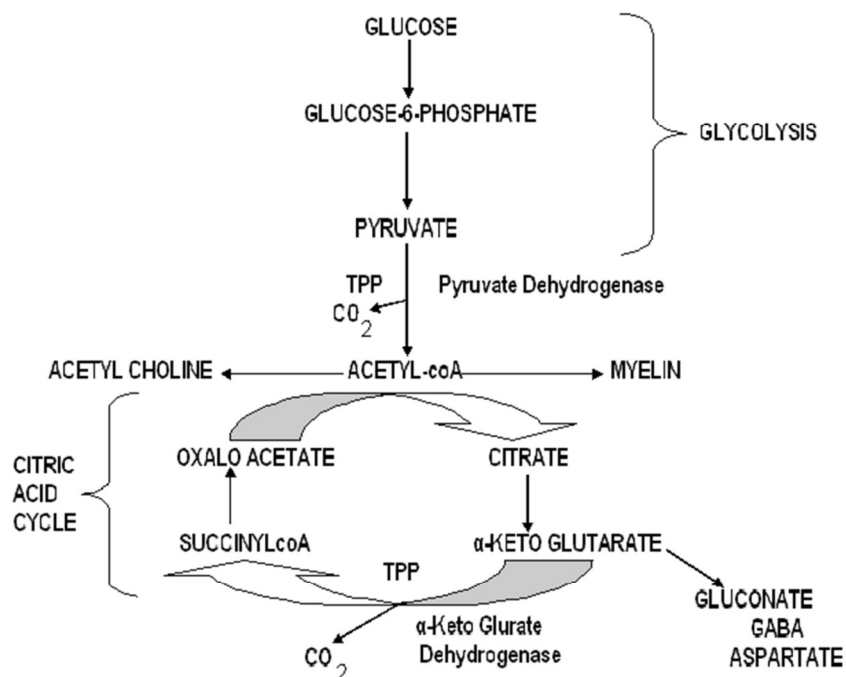 GLUCOSE
GLUCOSE-6-PHOSPHATE
GLYCOLYSIS
PYRUVATE
TPP
Pyruvate Dehydrogenase
CO2
ACETYL CHOLINE
ACETYL-coA
MYELIN
OXALO ACETATE
CITRATE
CITRIC
ACID
CYCLE
SUCCINYLcoA
α-KETO GLUTARATE
TPP
GLUCONATE
GABA
ASPARTATE
α-Keto Glurate
Dehydrogenase
CO2